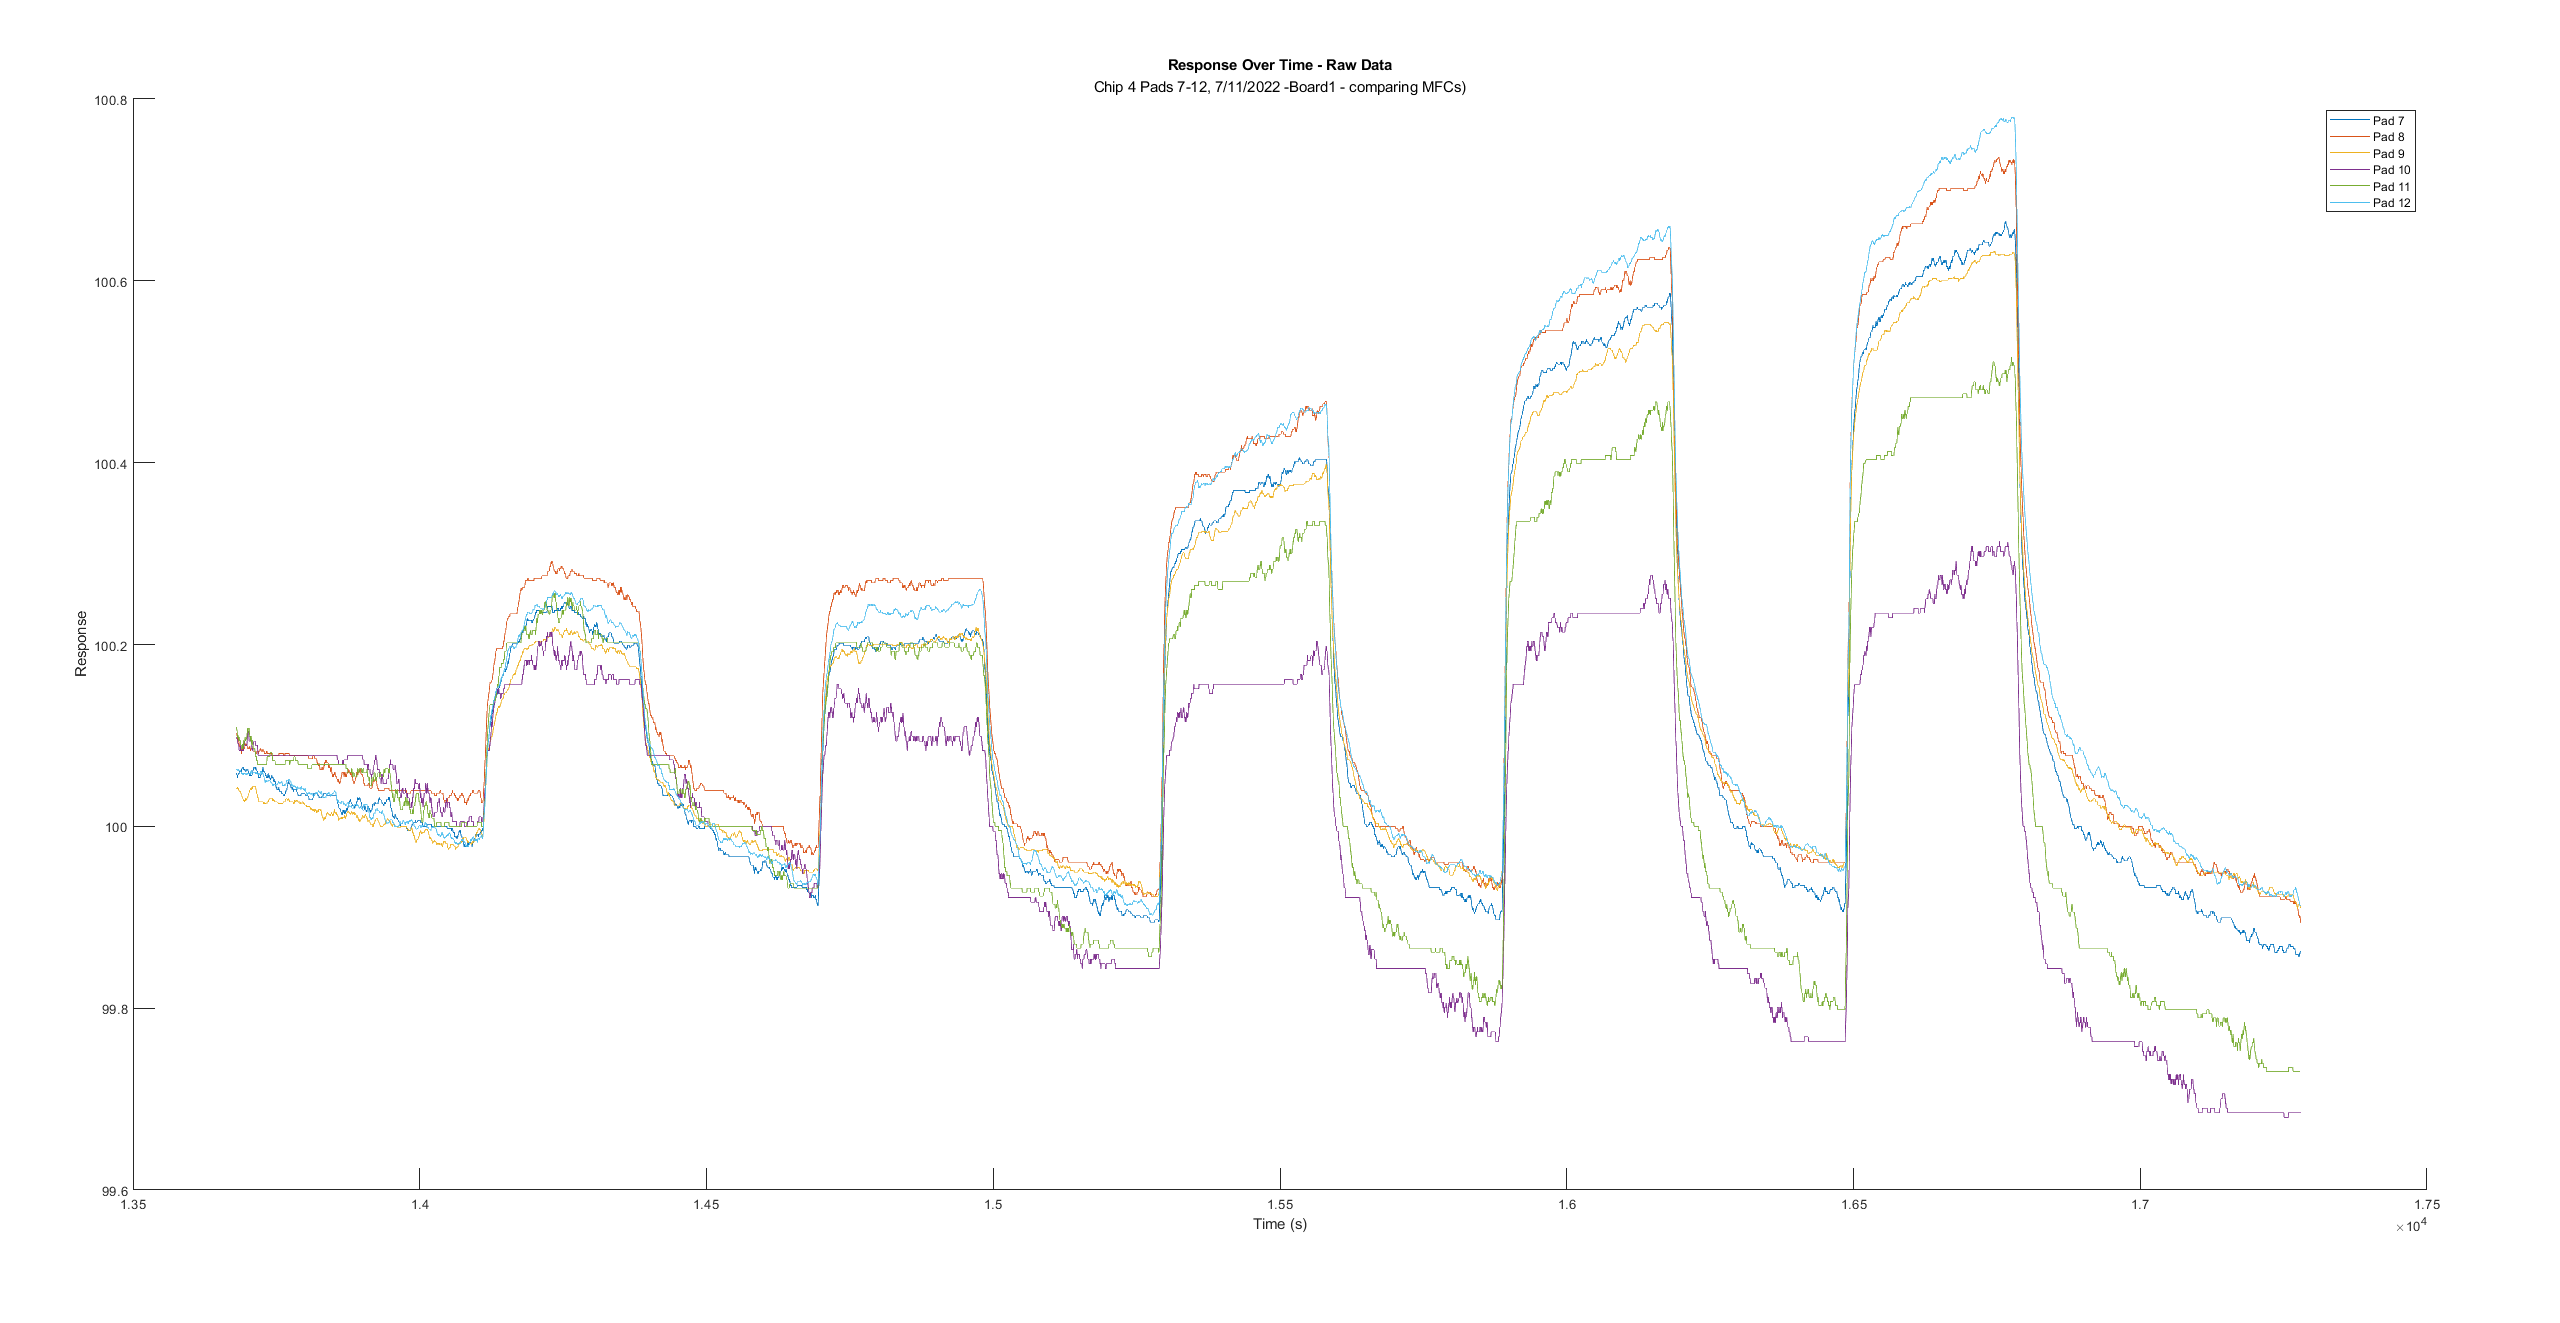 Response Over Time - Raw Data
Chip 4 Pads 7-12, 7/11/2022 -Board1 - comparing MFCs)
100.8
100.6
100.4
100.2
100
99.8
99.6
Response
Pad 7
Pad 8
Pad 9
Pad 10
Pad 11
Pad 12
1.35
1.4
1.45
1.5
1.55
1.6
1.65
1.7
1.75
Time (s)
×10⁴